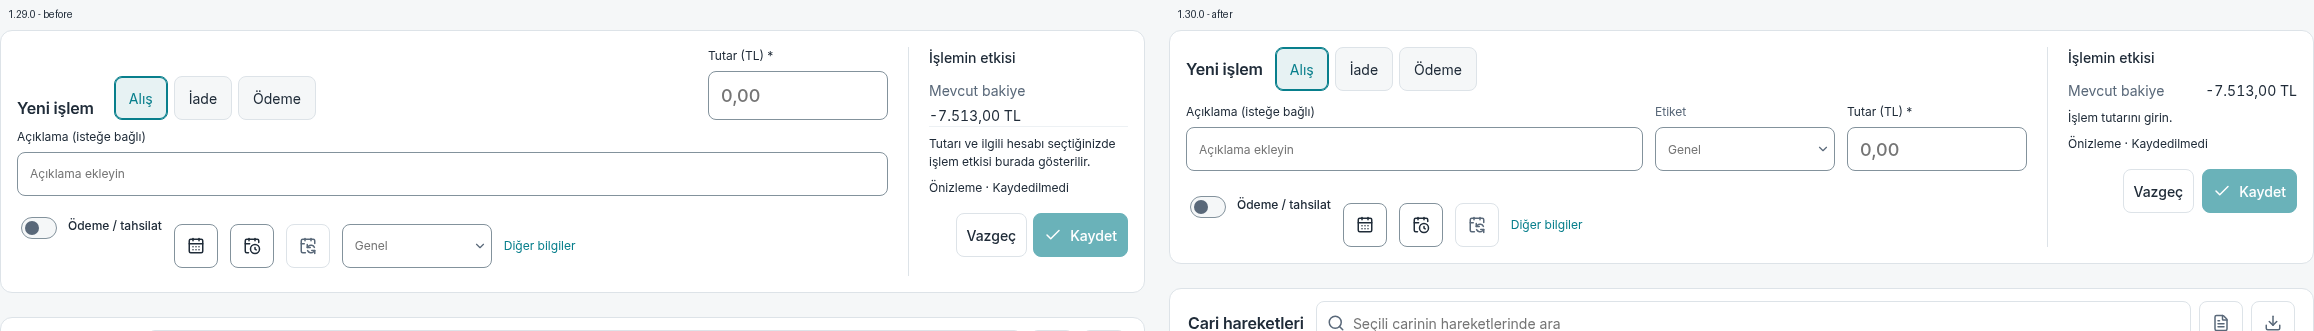 1.29.0 - before
Yeni işlem
Alış
İade
Ödeme
Tutar (TL) *
0,00
Açıklama (isteğe bağlı)
Açıklama ekleyin
Ödeme / tahsilat
Genel
Diğer bilgiler
İşlemin etkisi
Mevcut bakiye
-7.513,00 TL
Tutarı ve ilgili hesabı seçtiğinizde
işlem etkisi burada gösterilir.
Önizleme · Kaydedilmedi
Vazgeç
Kaydet
1.30.0 - after
Yeni işlem
Alış
İade
Ödeme
Açıklama (isteğe bağlı)
Açıklama ekleyin
Etiket
Genel
Tutar (TL) *
0,00
Ödeme / tahsilat
Diğer bilgiler
İşlemin etkisi
Mevcut bakiye -7.513,00 TL
İşlem tutarını girin.
Önizleme · Kaydedilmedi
Vazgeç
Kaydet
Cari hareketleri
Seçili carinin hareketlerinde ara